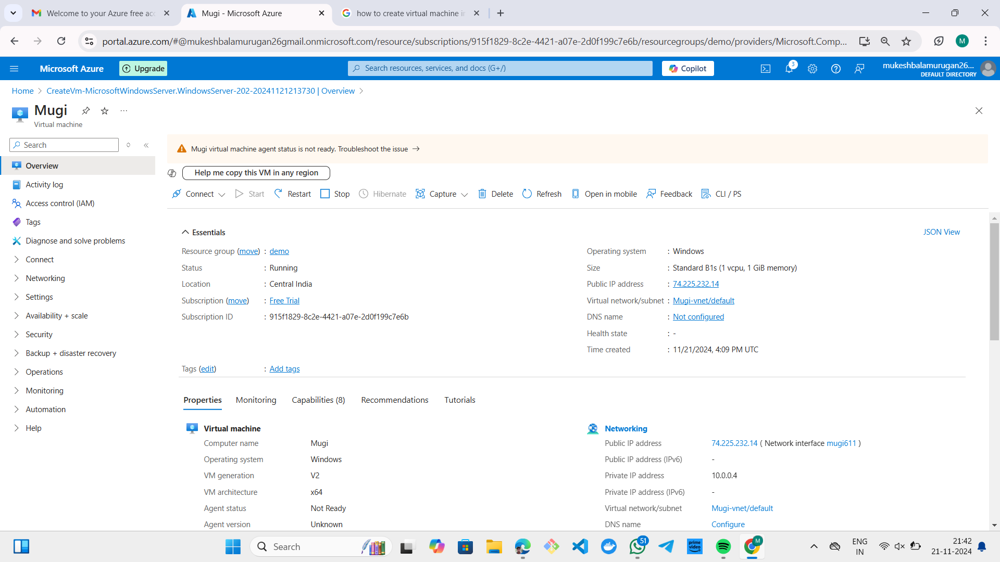 Welcome to your Azure free acc
Mugi - Microsoft Azure
how to create virtual machine in
portal.azure.com/#@mukeshbalamurugan26gmail.onmicrosoft.com/resource/subscriptions/915f1829-8c2e-4421-a07e-2d0f199c7e6b/resourcegroups/demo/providers/Microsoft.Comp...
M
Microsoft Azure
Upgrade
Search resources, services, and docs (G+/)
Copilot
3
mukeshbalamurugan26...
DEFAULT DIRECTORY
Home > CreateVm-MicrosoftWindowsServer.WindowsServer-202-20241121213730 | Overview >
Mugi
Virtual machine
Search
Overview
Activity log
Access control (IAM)
Tags
Diagnose and solve problems
Connect
Networking
Settings
Availability + scale
Security
Backup + disaster recovery
Operations
Monitoring
Automation
Help
Mugi virtual machine agent status is not ready. Troubleshoot the issue →
Help me copy this VM in any region
Connect Start Restart Stop Hibernate Capture Delete Refresh Open in mobile Feedback CLI / PS
Essentials
JSON View
Resource group (move) : demo
Status : Running
Location : Central India
Subscription (move) : Free Trial
Subscription ID : 915f1829-8c2e-4421-a07e-2d0f199c7e6b
Operating system : Windows
Size : Standard B1s (1 vcpu, 1 GiB memory)
Public IP address : 74.225.232.14
Virtual network/subnet : Mugi-vnet/default
DNS name : Not configured
Health state : -
Time created : 11/21/2024, 4:09 PM UTC
Tags (edit) : Add tags
Properties Monitoring Capabilities (8) Recommendations Tutorials
Virtual machine
Computer name Mugi
Operating system Windows
VM generation V2
VM architecture x64
Agent status Not Ready
Agent version Unknown
Networking
Public IP address 74.225.232.14 ( Network interface mugi611 )
Public IP address (IPv6) -
Private IP address 10.0.0.4
Private IP address (IPv6) -
Virtual network/subnet Mugi-vnet/default
DNS name Configure
Search
prime video
51
M
ENG
IN
21:42
21-11-2024